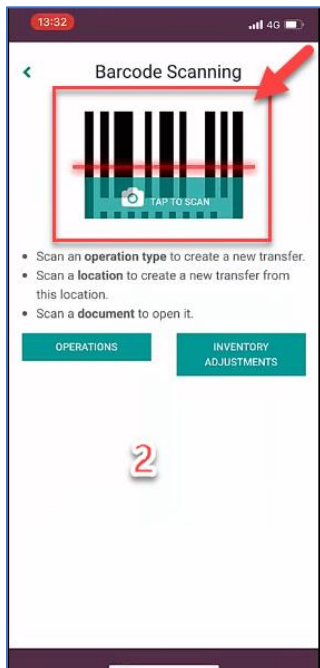 13:32
4G
Barcode Scanning
TAP TO SCAN
• Scan an operation type to create a new transfer.
• Scan a location to create a new transfer from
this location.
• Scan a document to open it.
OPERATIONS
INVENTORY
ADJUSTMENTS
2